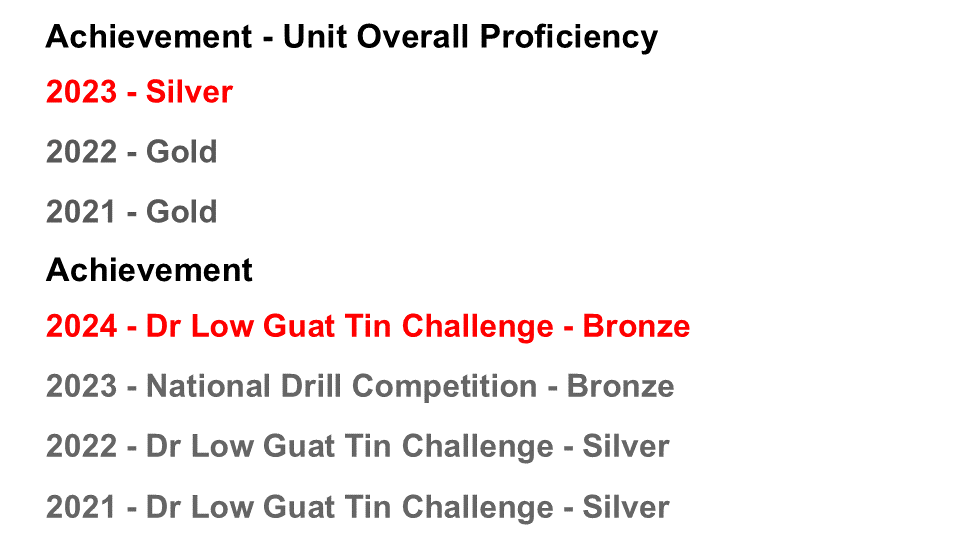 Achievement - Unit Overall Proficiency
2023 - Silver
2022 - Gold
2021 - Gold
Achievement
2024 - Dr Low Guat Tin Challenge - Bronze
2023 - National Drill Competition - Bronze
2022 - Dr Low Guat Tin Challenge - Silver
2021 - Dr Low Guat Tin Challenge - Silver